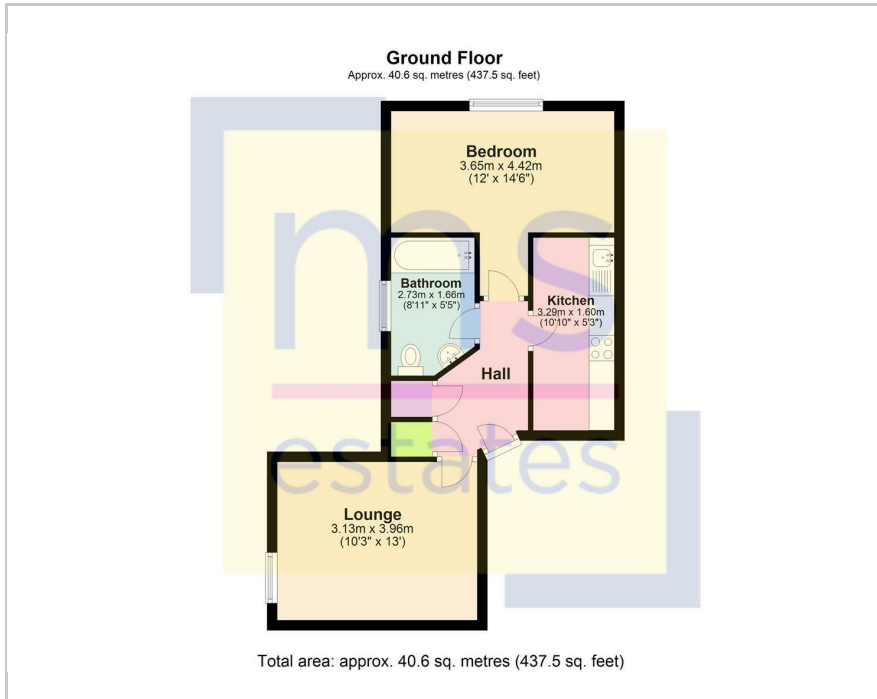 Ground Floor
Approx. 40.6 sq. metres (437.5 sq. feet)
Bedroom
3.65m x 4.42m
(12' x 14'6")
Bathroom
2.73m x 1.66m
(8'11" x 5'5")
Kitchen
3.29m x 1.60m
(10'10" x 5'3")
Hall
ms
estates
Lounge
3.13m x 3.96m
(10'3" x 13')
Total area: approx. 40.6 sq. metres (437.5 sq. feet)